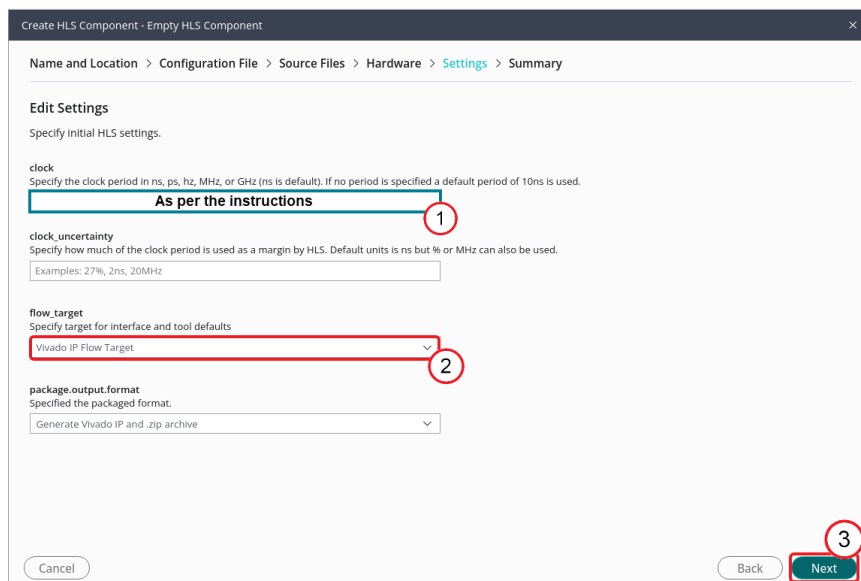 Create HLS Component - Empty HLS Component ×
Name and Location > Configuration File > Source Files > Hardware > Settings > Summary
Edit Settings
Specify initial HLS settings.
clock
Specify the clock period in ns, ps, hz, MHz, or GHz (ns is default). If no period is specified a default period of 10ns is used.
As per the instructions
1
clock_uncertainty
Specify how much of the clock period is used as a margin by HLS. Default units is ns but % or MHz can also be used.
Examples: 27%, 2ns, 20MHz
flow_target
Specify target for interface and tool defaults
Vivado IP Flow Target
2
package.output.format
Specified the packaged format.
Generate Vivado IP and .zip archive
3
Cancel Back Next